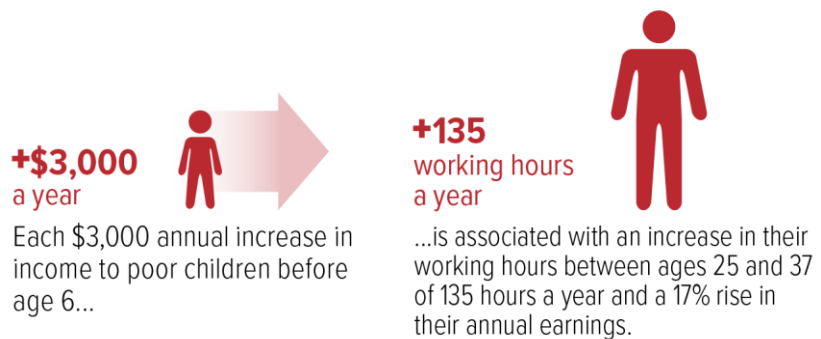 +$3,000
a year
Each $3,000 annual increase in
income to poor children before
age 6...
+135
working hours
a year
...is associated with an increase in their
working hours between ages 25 and 37
of 135 hours a year and a 17% rise in
their annual earnings.